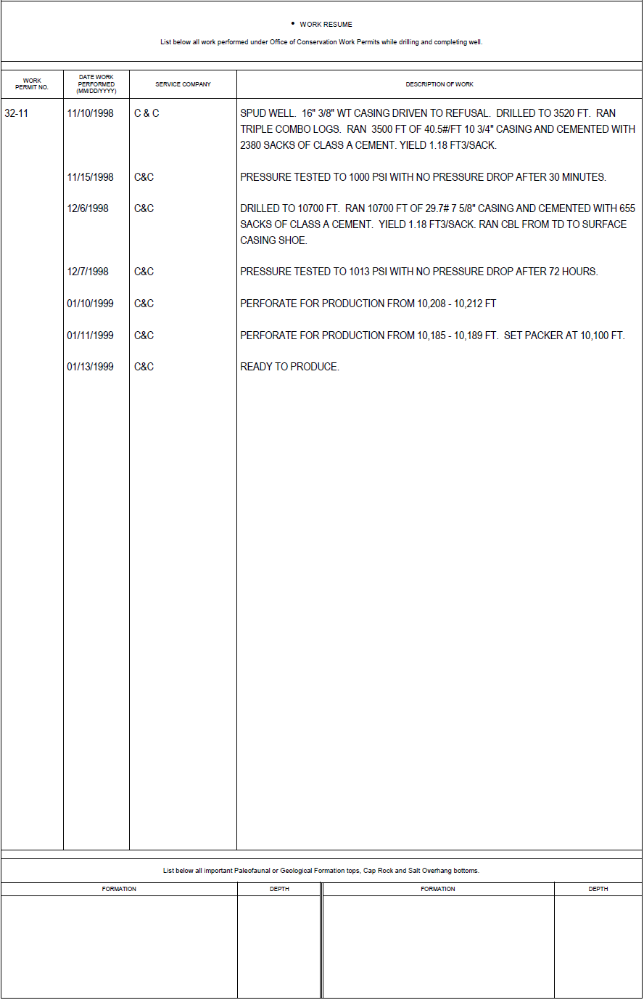 • WORK RESUME
List below all work performed under Office of Conservation Work Permits while drilling and completing well.
WORK PERMIT NO.
DATE WORK PERFORMED (MM/DD/YYYY)
SERVICE COMPANY
DESCRIPTION OF WORK
32-11 11/10/1998 C & C SPUD WELL. 16" 3/8" WT CASING DRIVEN TO REFUSAL. DRILLED TO 3520 FT. RAN
TRIPLE COMBO LOGS. RAN 3500 FT OF 40.5#/FT 10 3/4" CASING AND CEMENTED WITH
2380 SACKS OF CLASS A CEMENT. YIELD 1.18 FT3/SACK.
11/15/1998 C&C PRESSURE TESTED TO 1000 PSI WITH NO PRESSURE DROP AFTER 30 MINUTES.
12/6/1998 C&C DRILLED TO 10700 FT. RAN 10700 FT OF 29.7# 7 5/8" CASING AND CEMENTED WITH 655
SACKS OF CLASS A CEMENT. YIELD 1.18 FT3/SACK. RAN CBL FROM TD TO SURFACE
CASING SHOE.
12/7/1998 C&C PRESSURE TESTED TO 1013 PSI WITH NO PRESSURE DROP AFTER 72 HOURS.
01/10/1999 C&C PERFORATE FOR PRODUCTION FROM 10,208 - 10,212 FT
01/11/1999 C&C PERFORATE FOR PRODUCTION FROM 10,185 - 10,189 FT. SET PACKER AT 10,100 FT.
01/13/1999 C&C READY TO PRODUCE.
List below all important Paleofaunal or Geological Formation tops, Cap Rock and Salt Overhang bottoms.
FORMATION DEPTH FORMATION DEPTH